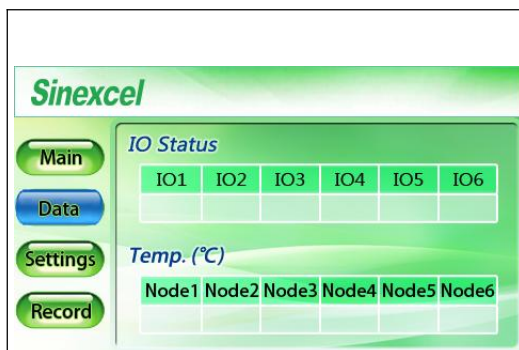 Sinexcel
Main
Data
Settings
Record
IO Status
IO1 IO2 IO3 IO4 IO5 IO6
Temp. (℃)
Node1 Node2 Node3 Node4 Node5 Node6